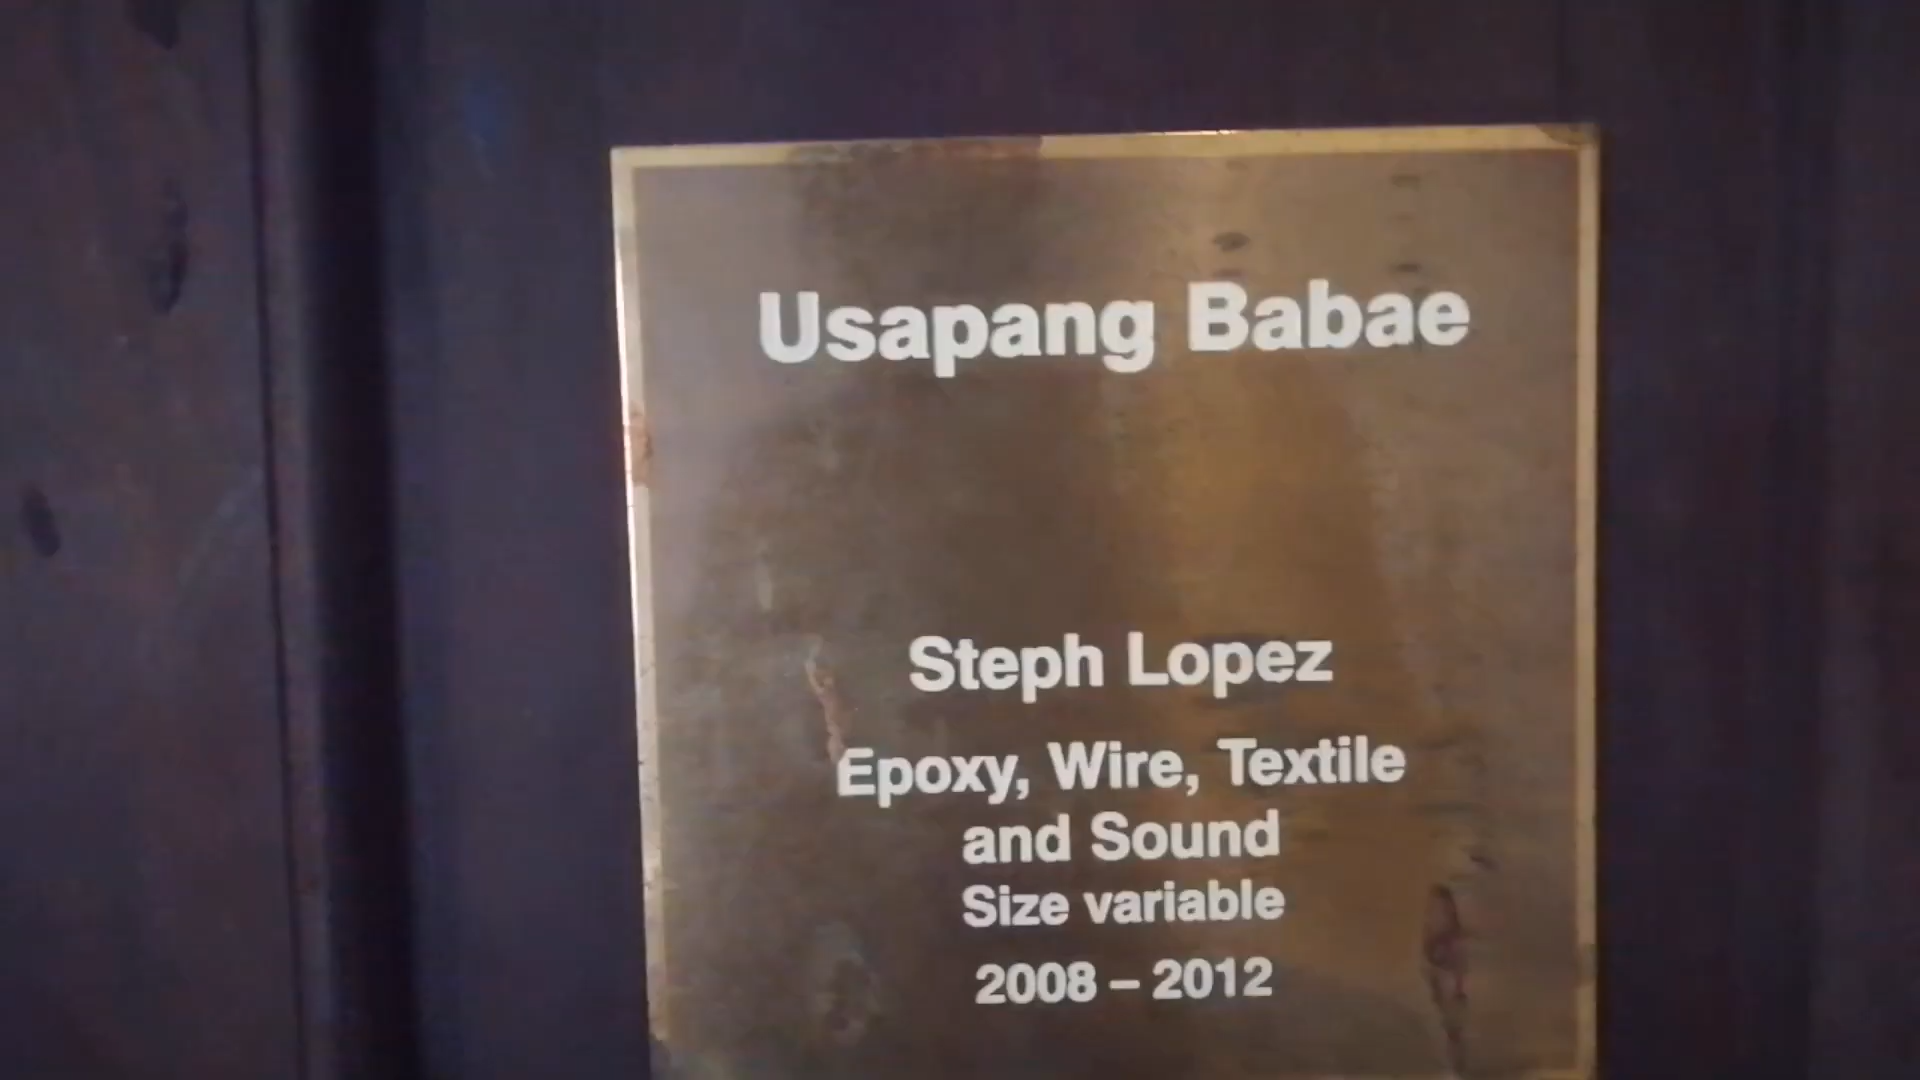 Usapang Babae
Steph Lopez
Epoxy, Wire, Textile
and Sound
Size variable
2008 – 2012